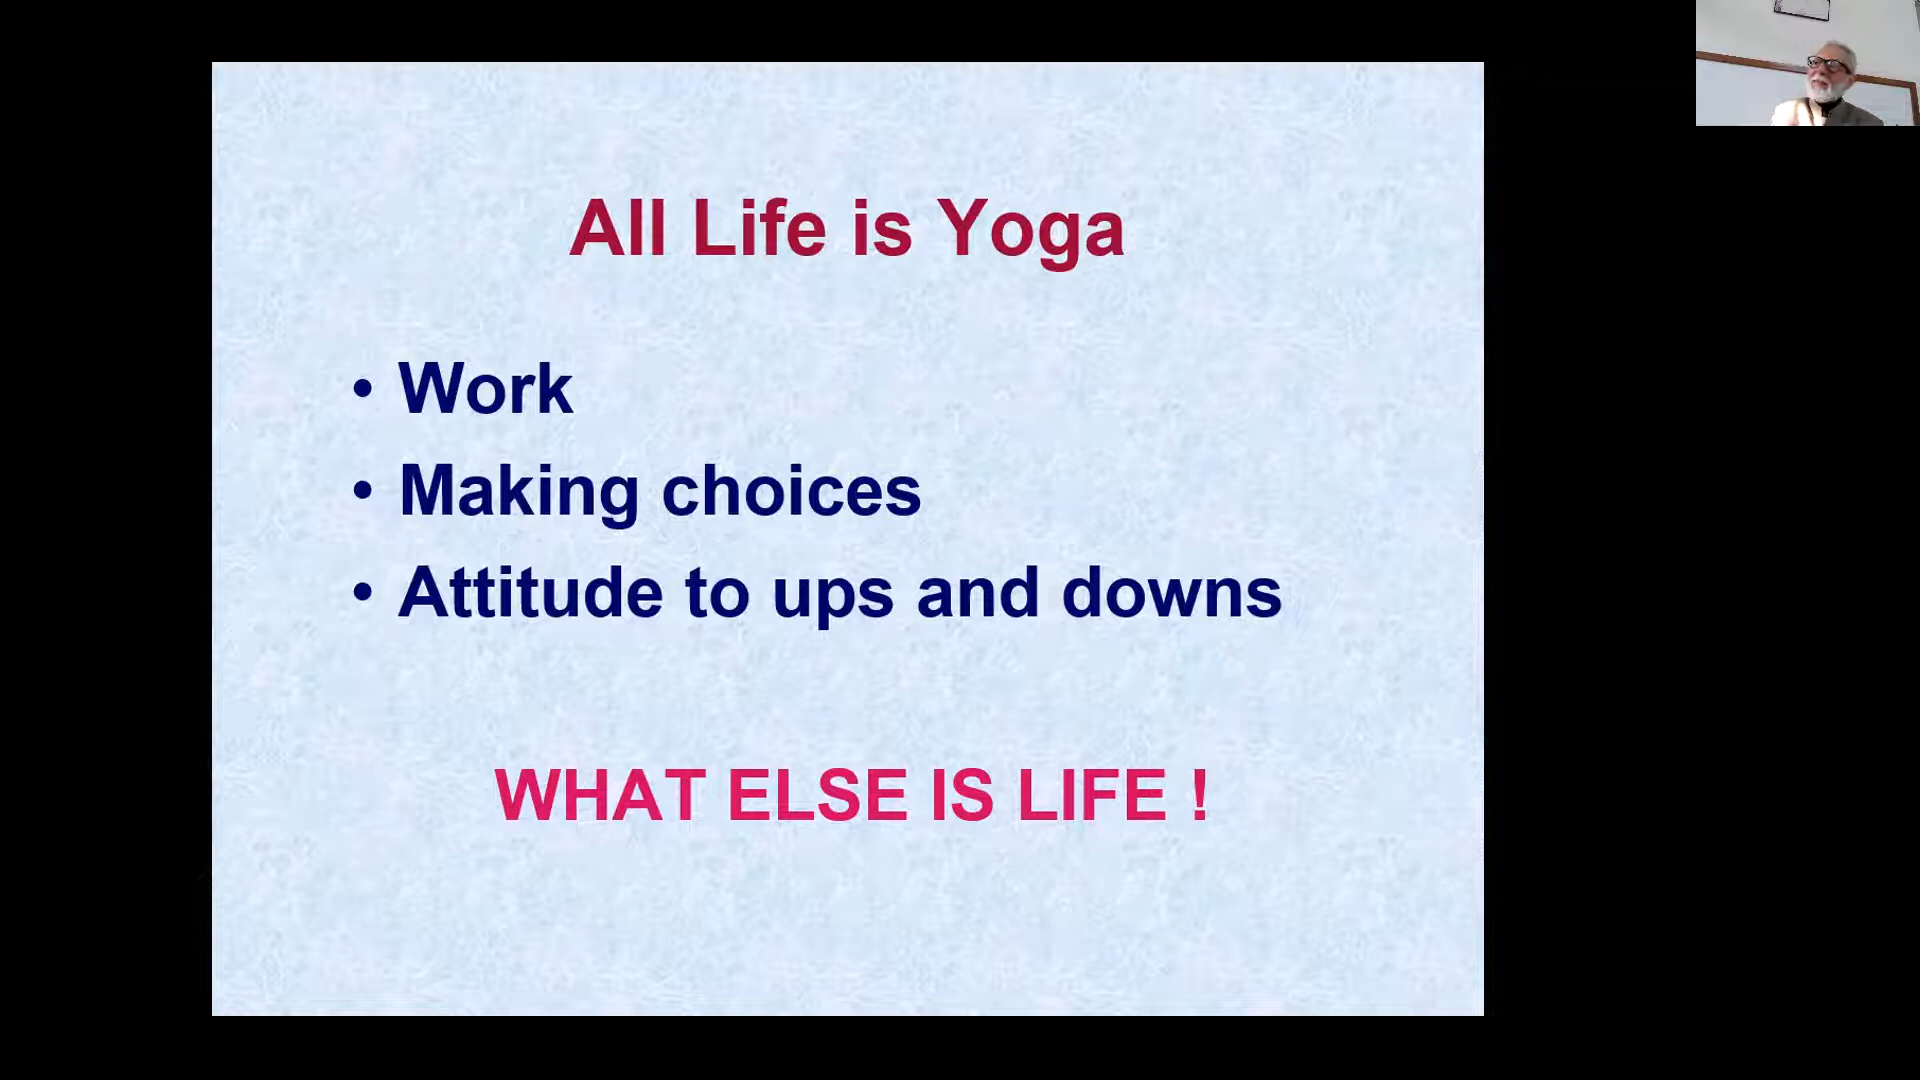 All Life is Yoga
• Work
• Making choices
• Attitude to ups and downs
WHAT ELSE IS LIFE !